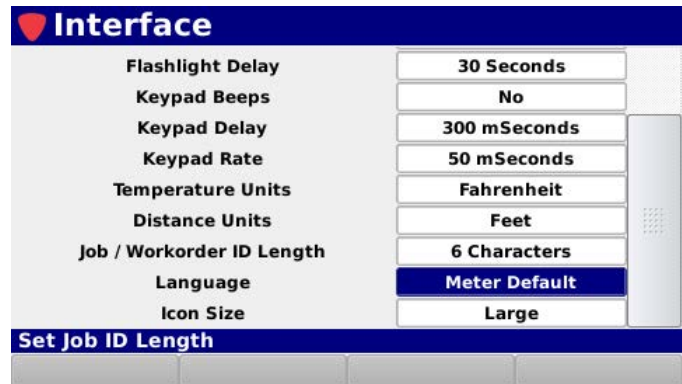 Interface
Flashlight Delay 30 Seconds
Keypad Beeps No
Keypad Delay 300 mSeconds
Keypad Rate 50 mSeconds
Temperature Units Fahrenheit
Distance Units Feet
Job / Workorder ID Length 6 Characters
Language Meter Default
Icon Size Large
Set Job ID Length